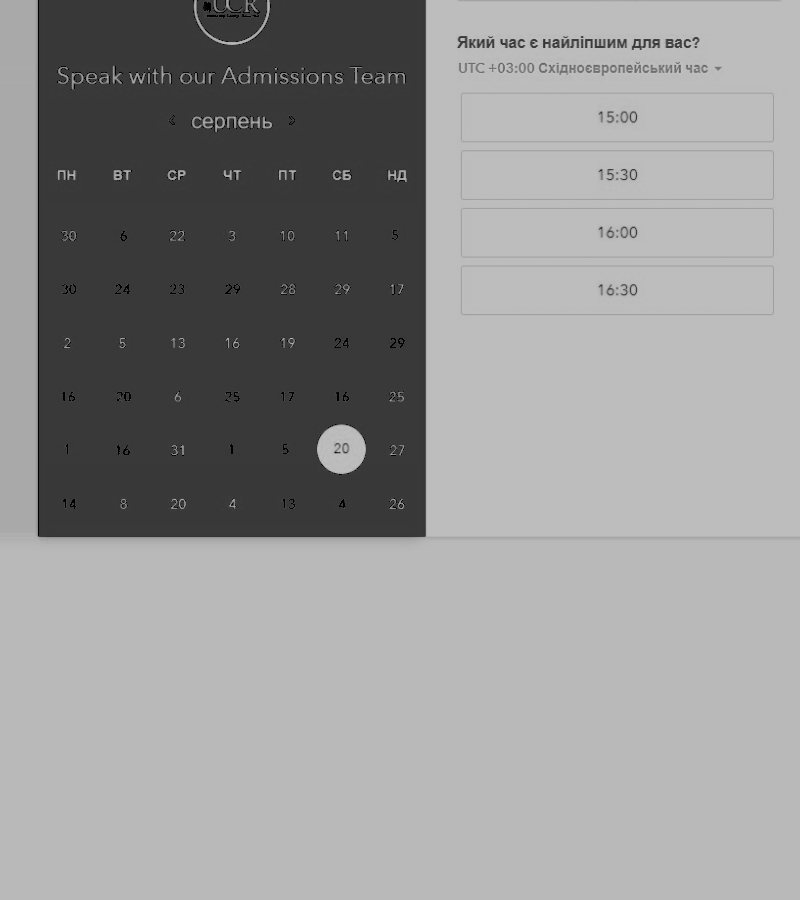 UCR
Speak with our Admissions Team
серпень
ПН ВТ СР ЧТ ПТ СБ НД
30 6 22 3 10 11 5
30 24 23 29 28 29 17
2 5 13 16 19 24 29
16 20 6 25 17 16 25
1 16 31 1 5 20 27
14 8 20 4 13 4 26
Який час є найліпшим для вас?
UTC +03:00 Східноєвропейський час
15:00
15:30
16:00
16:30